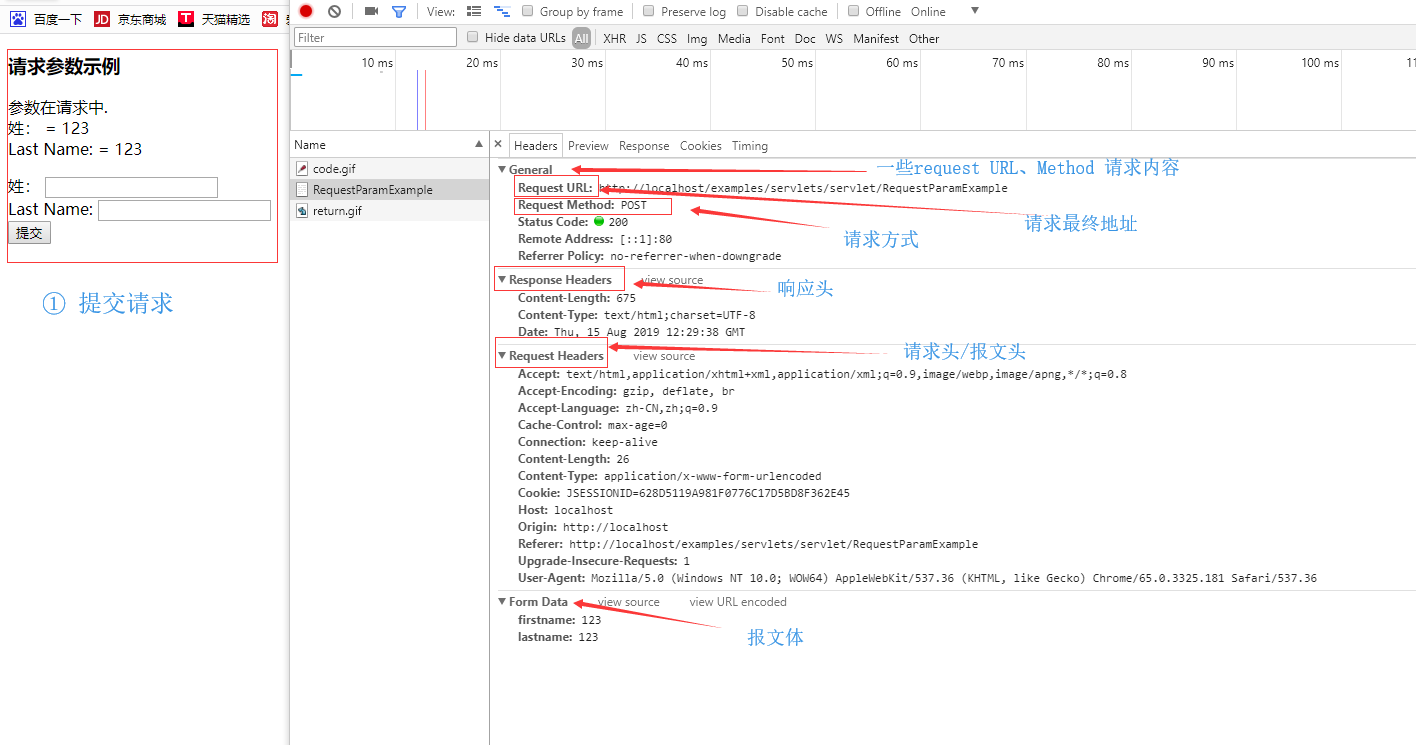 百度一下 JD 京东商城 T 天猫精选 淘
请求参数示例
参数在请求中.
姓： = 123
Last Name: = 123
姓：
Last Name:
提交
① 提交请求
View: Group by frame Preserve log Disable cache Offline Online
Filter Hide data URLs All XHR JS CSS Img Media Font Doc WS Manifest Other
10 ms 20 ms 30 ms 40 ms 50 ms 60 ms 70 ms 80 ms 90 ms 100 ms
Name
code.gif
RequestParamExample
return.gif
× Headers Preview Response Cookies Timing
General
一些request URL、Method 请求内容
Request URL: http://localhost/examples/servlets/servlet/RequestParamExample
请求最终地址
Request Method: POST
请求方式
Status Code: 200
Remote Address: [::1]:80
Referrer Policy: no-referrer-when-downgrade
Response Headers view source
响应头
Content-Length: 675
Content-Type: text/html;charset=UTF-8
Date: Thu, 15 Aug 2019 12:29:38 GMT
Request Headers view source
请求头/报文头
Accept: text/html,application/xhtml+xml,application/xml;q=0.9,image/webp,image/apng,*/*;q=0.8
Accept-Encoding: gzip, deflate, br
Accept-Language: zh-CN,zh;q=0.9
Cache-Control: max-age=0
Connection: keep-alive
Content-Length: 26
Content-Type: application/x-www-form-urlencoded
Cookie: JSESSIONID=628D5119A981F0776C17D5BD8F362E45
Host: localhost
Origin: http://localhost
Referer: http://localhost/examples/servlets/servlet/RequestParamExample
Upgrade-Insecure-Requests: 1
User-Agent: Mozilla/5.0 (Windows NT 10.0; WOW64) AppleWebKit/537.36 (KHTML, like Gecko) Chrome/65.0.3325.181 Safari/537.36
Form Data view source view URL encoded
firstname: 123
lastname: 123
报文体